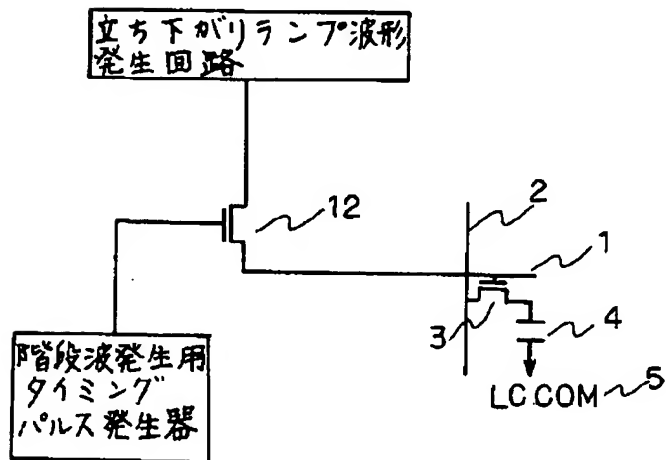 立ち下がりランプ波形
発生回路
12
2
1
3
4
LC.COM 5
階段波発生用
タイミング
パルス発生器